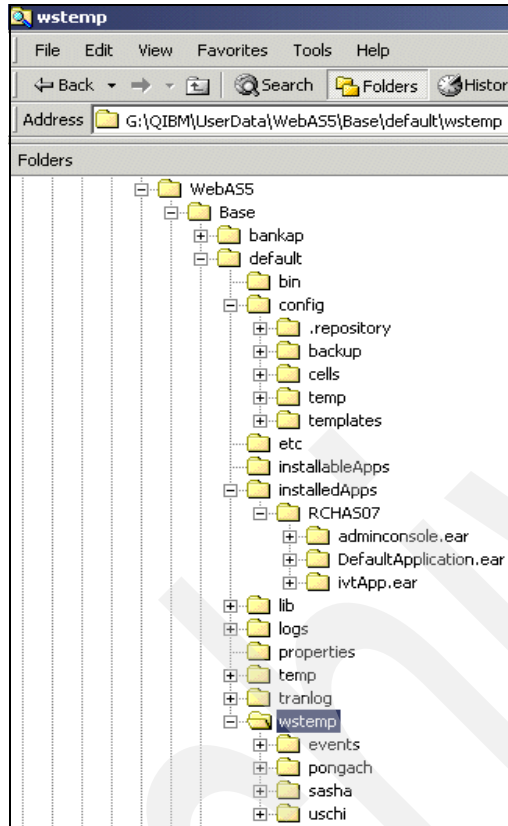 wstemp
File Edit View Favorites Tools Help
Back Search Folders Histor
Address G:\QIBM\UserData\WebAS5\Base\default\wstemp
Folders
WebAS5
Base
bankap
default
bin
config
.repository
backup
cells
temp
templates
etc
installableApps
installedApps
RCHAS07
adminconsole.ear
DefaultApplication.ear
ivtApp.ear
lib
logs
properties
temp
tranlog
wstemp
events
pongach
sasha
uschi